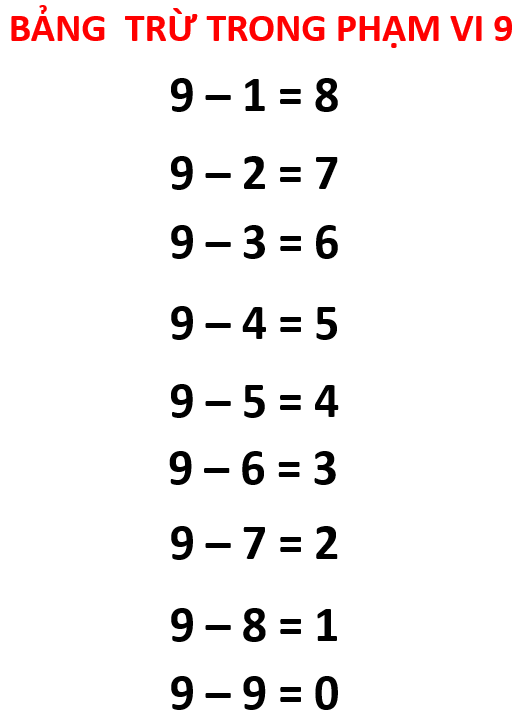 BẢNG TRỪ TRONG PHẠM VI 9
9 – 1 = 8
9 – 2 = 7
9 – 3 = 6
9 – 4 = 5
9 – 5 = 4
9 – 6 = 3
9 – 7 = 2
9 – 8 = 1
9 – 9 = 0